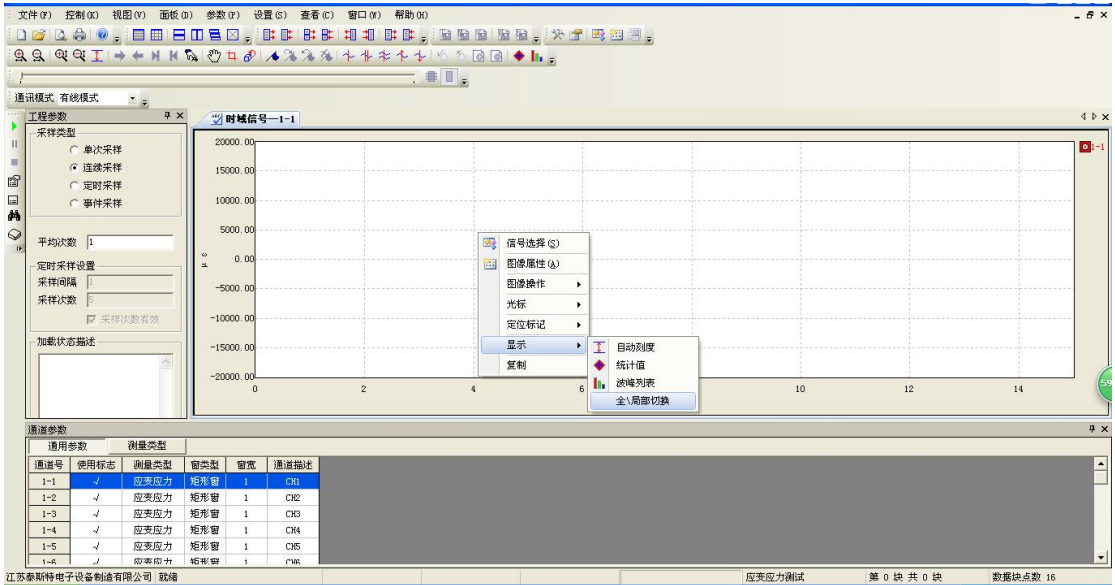 文件(F) 控制(K) 视图(V) 面板(D) 参数(P) 设置(S) 查看(C) 窗口(W) 帮助(H)
通讯模式 有线模式
工程参数
采样类型
单次采样
连续采样
定时采样
事件采样
平均次数 1
定时采样设置
采样间隔 1
采样次数 5
采样次数有效
加载状态描述
时域信号—1-1
1-1
20000.00
15000.00
10000.00
5000.00
0.00
-5000.00
-10000.00
-15000.00
-20000.00
με
0 2 4 6 10 12 14
信号选择(S)
图像属性(A)
图像操作
光标
定位标记
显示
复制
自动刻度
统计值
波峰列表
全\局部切换
59
通道参数
通用参数 测量类型
通道号 使用标志 测量类型 窗类型 窗宽 通道描述
1-1 √ 应变应力 矩形窗 1 CH1
1-2 √ 应变应力 矩形窗 1 CH2
1-3 √ 应变应力 矩形窗 1 CH3
1-4 √ 应变应力 矩形窗 1 CH4
1-5 √ 应变应力 矩形窗 1 CH5
1-6 √ 应变应力 矩形窗 1 CH6
江苏泰斯特电子设备制造有限公司 就绪 应变应力测试 第 0 块 共 0 块 数据块点数 16